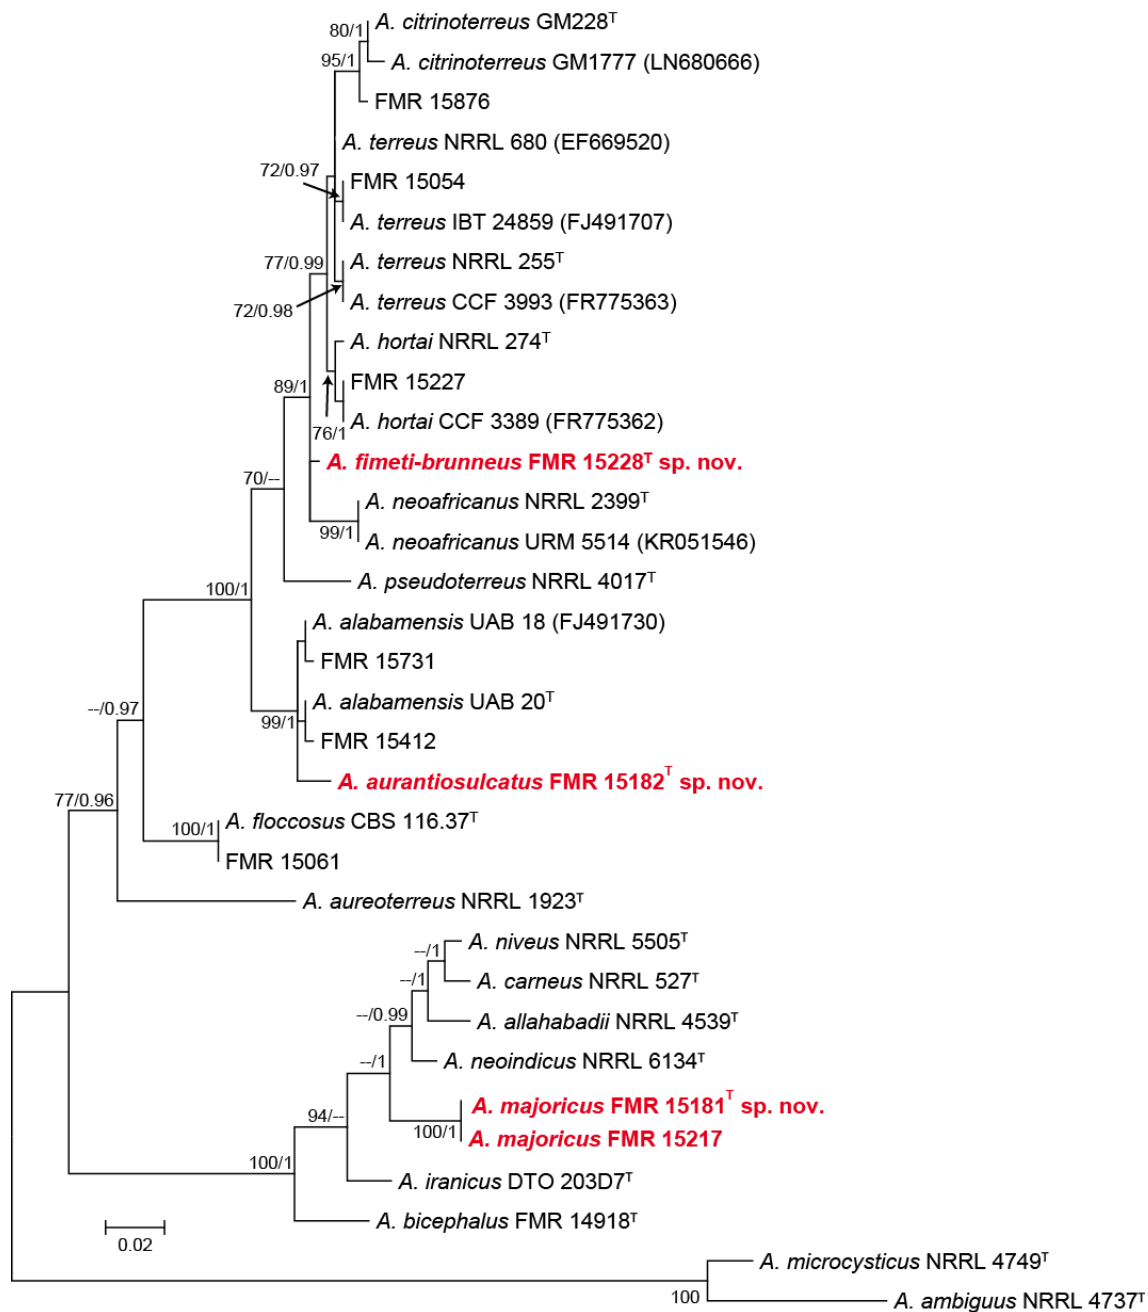 80/1
A. citrinoterreus GM228ᵀ
95/1
A. citrinoterreus GM1777 (LN680666)
FMR 15876
A. terreus NRRL 680 (EF669520)
72/0.97
FMR 15054
A. terreus IBT 24859 (FJ491707)
77/0.99
A. terreus NRRL 255ᵀ
72/0.98
A. terreus CCF 3993 (FR775363)
A. hortai NRRL 274ᵀ
89/1
FMR 15227
76/1
A. hortai CCF 3389 (FR775362)
A. fimeti-brunneus FMR 15228ᵀ sp. nov.
70/--
A. neoafricanus NRRL 2399ᵀ
99/1
A. neoafricanus URM 5514 (KR051546)
A. pseudoterreus NRRL 4017ᵀ
100/1
A. alabamensis UAB 18 (FJ491730)
FMR 15731
A. alabamensis UAB 20ᵀ
--/0.97
99/1
FMR 15412
A. aurantiosulcatus FMR 15182ᵀ sp. nov.
77/0.96
A. floccosus CBS 116.37ᵀ
100/1
FMR 15061
A. aureoterreus NRRL 1923ᵀ
A. niveus NRRL 5505ᵀ
--/1
A. carneus NRRL 527ᵀ
--/1
A. allahabadii NRRL 4539ᵀ
--/0.99
A. neoindicus NRRL 6134ᵀ
--/1
A. majoricus FMR 15181ᵀ sp. nov.
94/--
100/1
A. majoricus FMR 15217
100/1
A. iranicus DTO 203D7ᵀ
A. bicephalus FMR 14918ᵀ
0.02
A. microcysticus NRRL 4749ᵀ
100
A. ambiguus NRRL 4737ᵀ